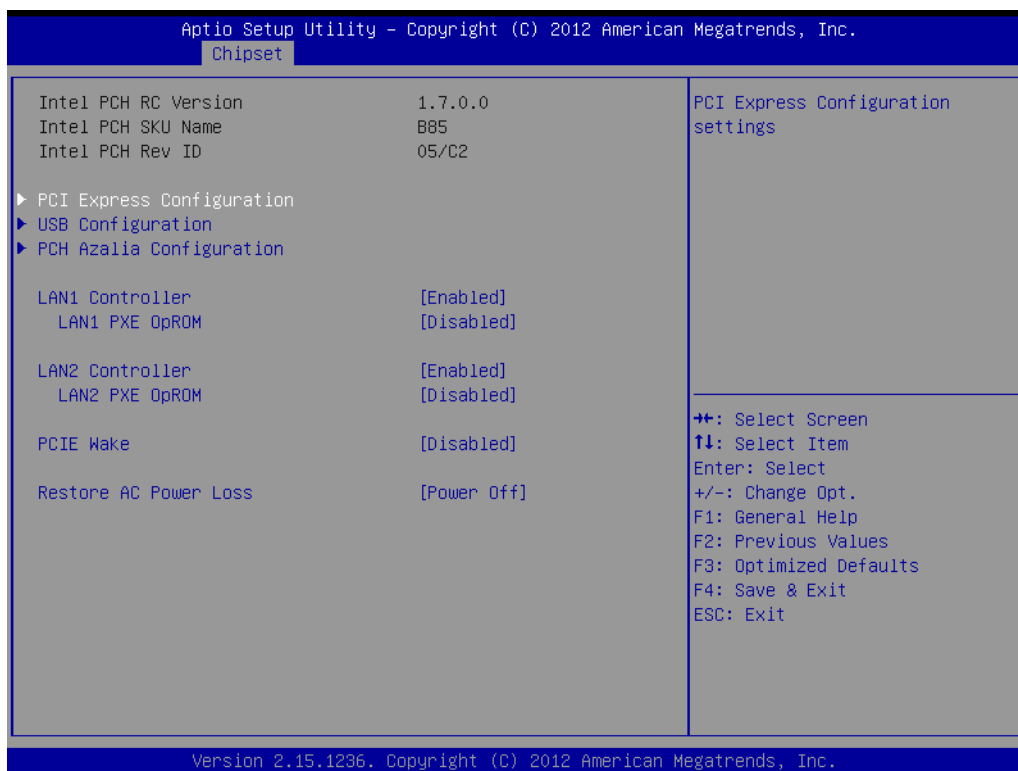 Aptio Setup Utility – Copyright (C) 2012 American Megatrends, Inc.
Chipset
Intel PCH RC Version 1.7.0.0
Intel PCH SKU Name B85
Intel PCH Rev ID 05/C2
PCI Express Configuration
USB Configuration
PCH Azalia Configuration
LAN1 Controller [Enabled]
LAN1 PXE OpROM [Disabled]
LAN2 Controller [Enabled]
LAN2 PXE OpROM [Disabled]
PCIE Wake [Disabled]
Restore AC Power Loss [Power Off]
PCI Express Configuration
settings
→←: Select Screen
↑↓: Select Item
Enter: Select
+/-: Change Opt.
F1: General Help
F2: Previous Values
F3: Optimized Defaults
F4: Save & Exit
ESC: Exit
Version 2.15.1236. Copyright (C) 2012 American Megatrends, Inc.